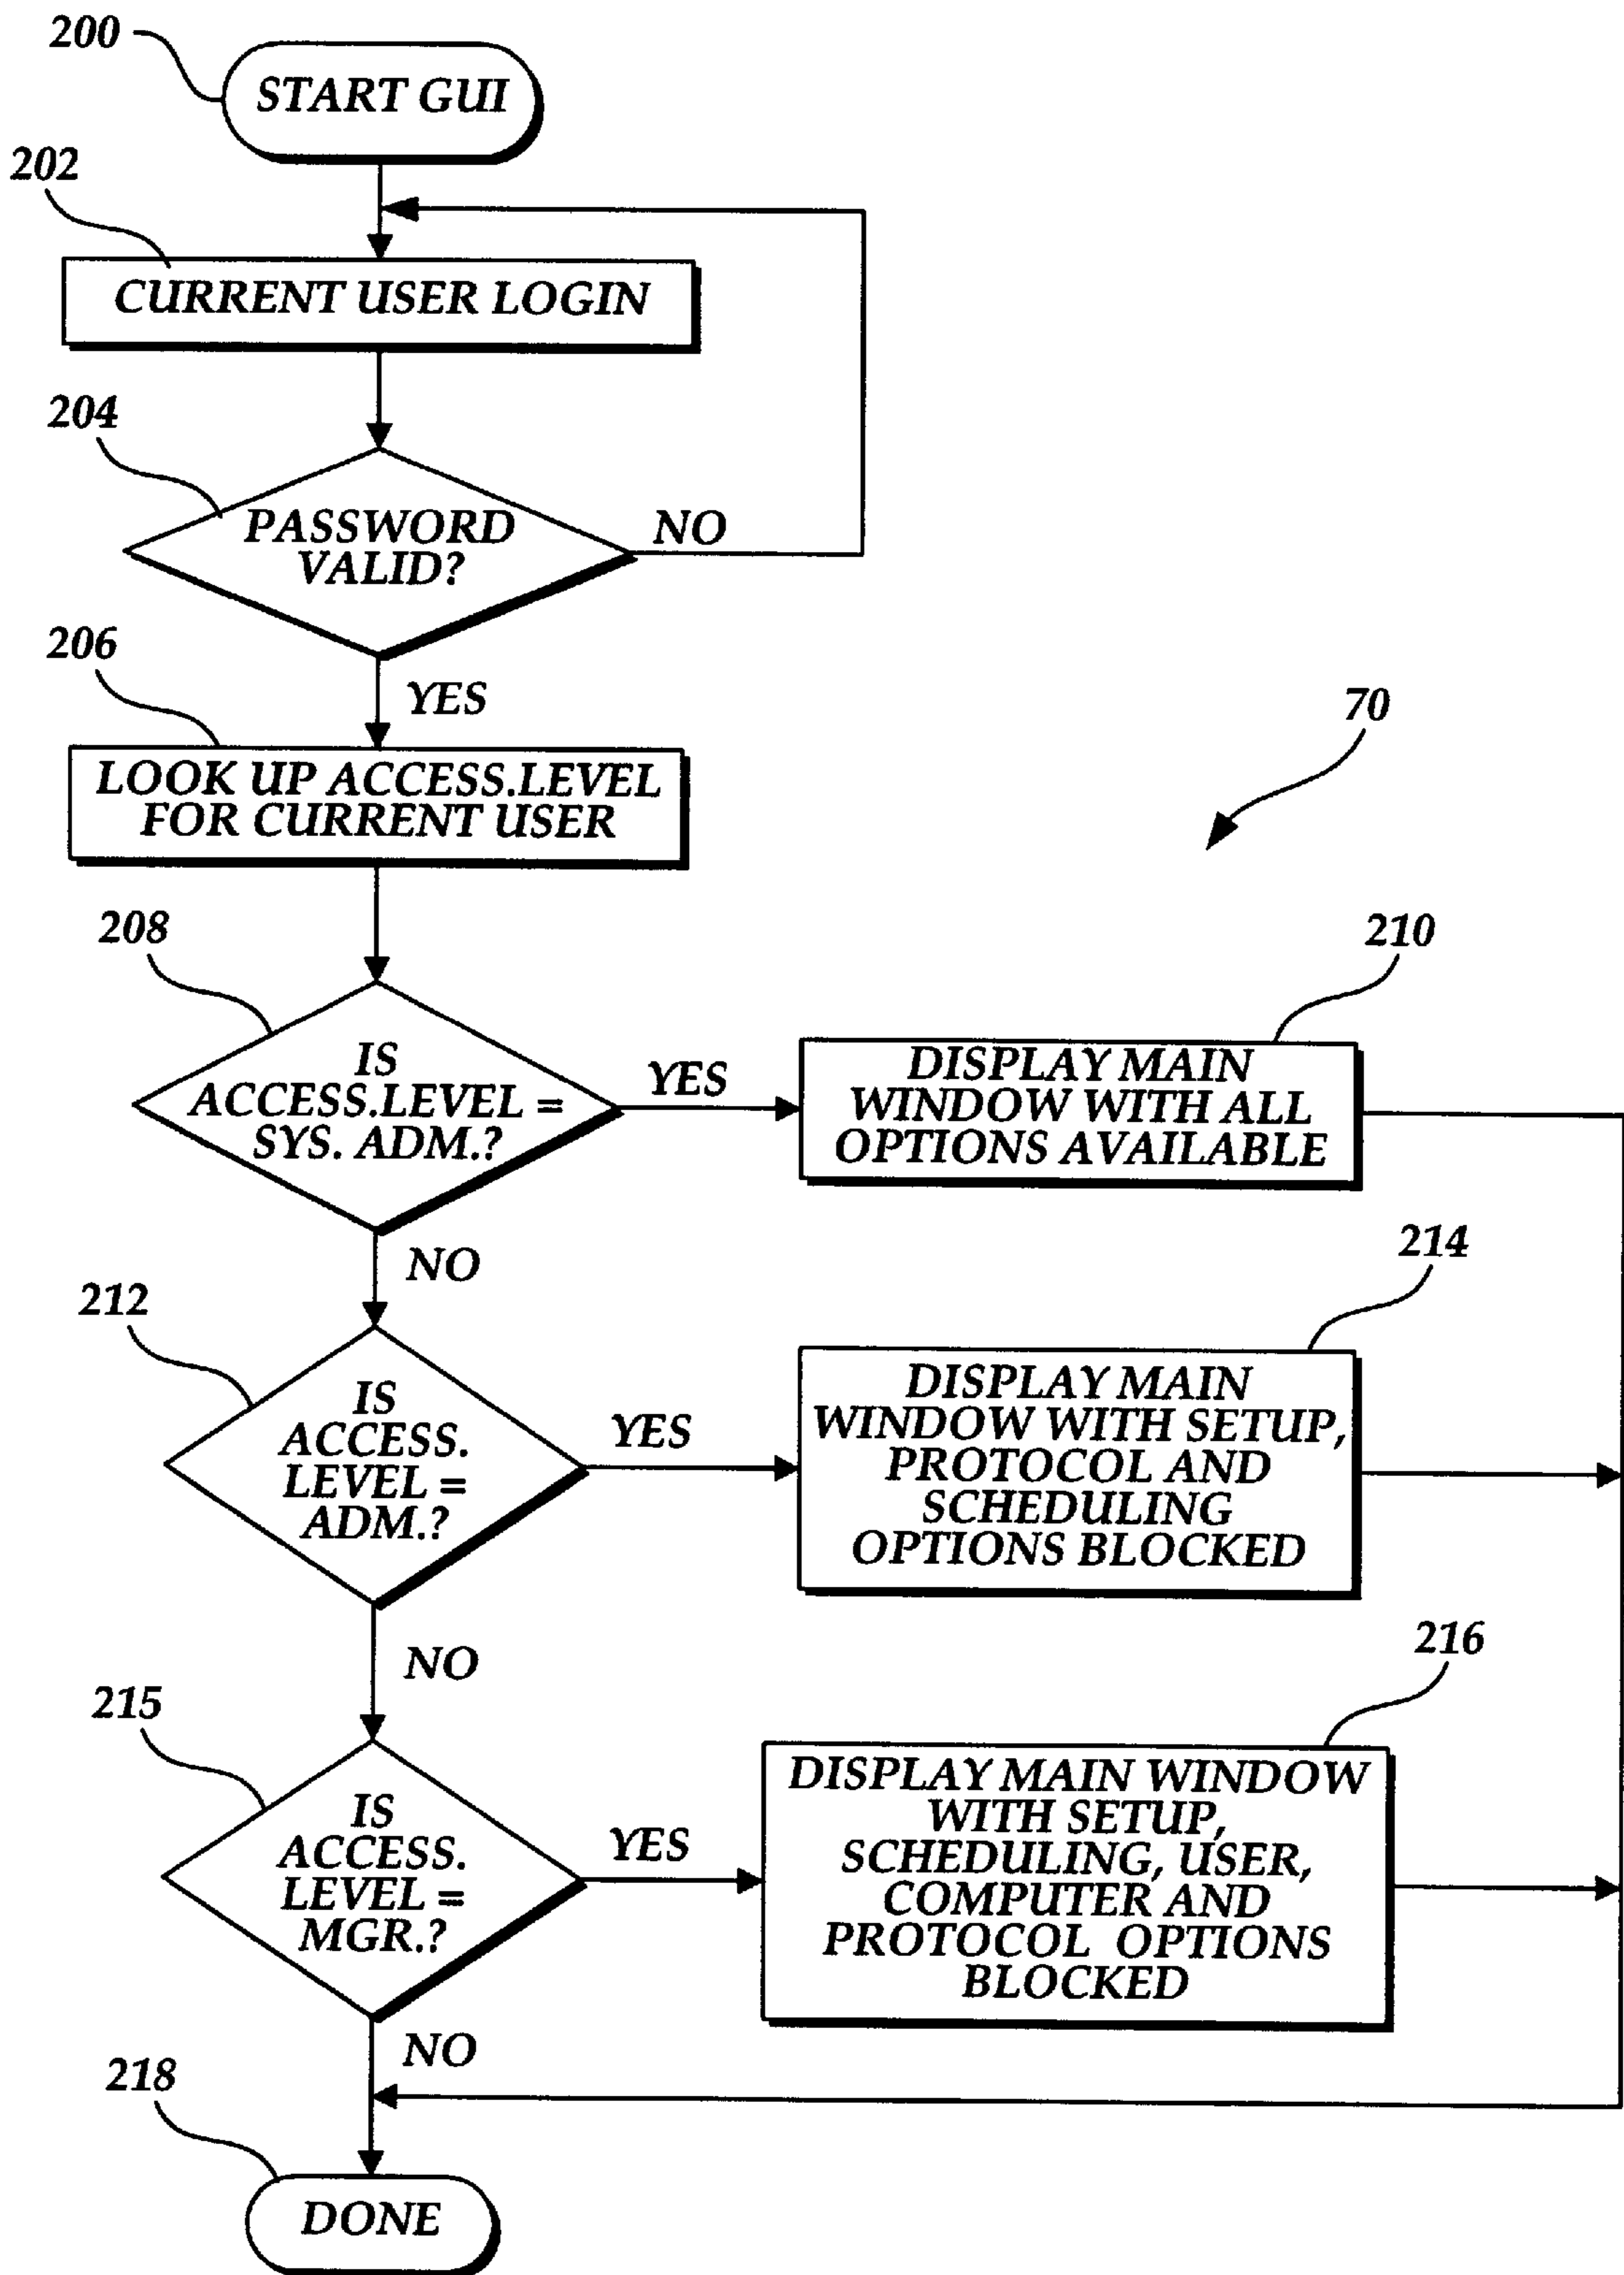 200
START GUI
202
CURRENT USER LOGIN
204
PASSWORD
VALID?
NO
206
YES
LOOK UP ACCESS.LEVEL
FOR CURRENT USER
70
208
IS
ACCESS.LEVEL =
SYS. ADM.?
YES
210
DISPLAY MAIN
WINDOW WITH ALL
OPTIONS AVAILABLE
NO
212
IS
ACCESS.
LEVEL =
ADM.?
YES
214
DISPLAY MAIN
WINDOW WITH SETUP,
PROTOCOL AND
SCHEDULING
OPTIONS BLOCKED
NO
215
IS
ACCESS.
LEVEL =
MGR.?
YES
216
DISPLAY MAIN WINDOW
WITH SETUP,
SCHEDULING, USER,
COMPUTER AND
PROTOCOL OPTIONS
BLOCKED
NO
218
DONE